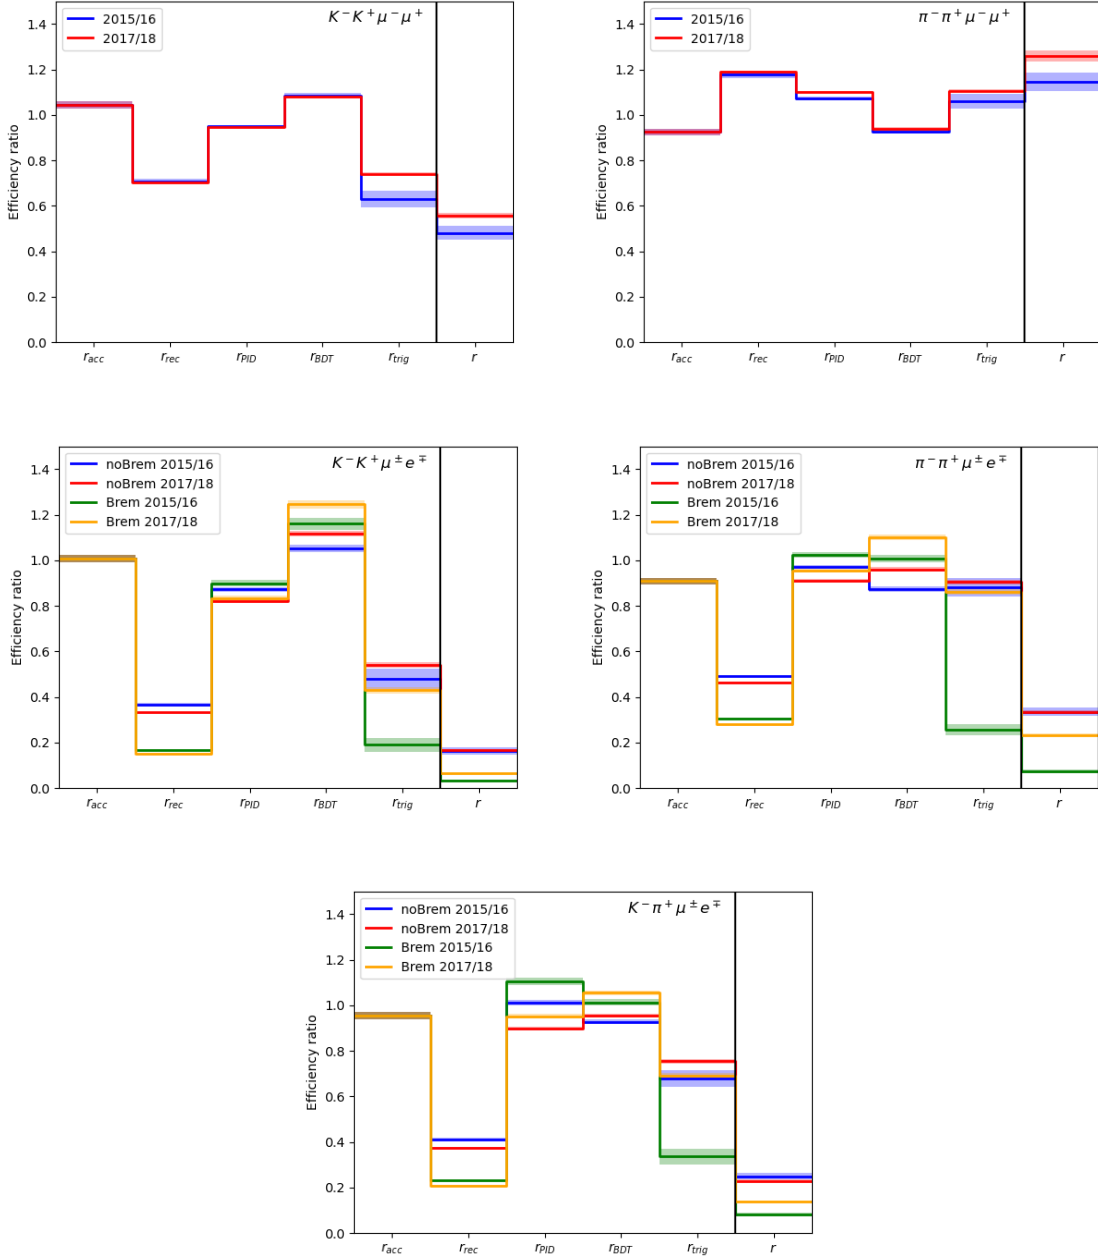 K⁻K⁺μ⁻μ⁺
2015/16
2017/18
Efficiency ratio
1.4
1.2
1.0
0.8
0.6
0.4
0.2
0.0
r_acc r_rec r_PID r_BDT r_trig r
π⁻π⁺μ⁻μ⁺
2015/16
2017/18
Efficiency ratio
1.4
1.2
1.0
0.8
0.6
0.4
0.2
0.0
r_acc r_rec r_PID r_BDT r_trig r
K⁻K⁺μ^±e^∓
noBrem 2015/16
noBrem 2017/18
Brem 2015/16
Brem 2017/18
Efficiency ratio
1.4
1.2
1.0
0.8
0.6
0.4
0.2
0.0
r_acc r_rec r_PID r_BDT r_trig r
π⁻π⁺μ^±e^∓
noBrem 2015/16
noBrem 2017/18
Brem 2015/16
Brem 2017/18
Efficiency ratio
1.4
1.2
1.0
0.8
0.6
0.4
0.2
0.0
r_acc r_rec r_PID r_BDT r_trig r
K⁻π⁺μ^±e^∓
noBrem 2015/16
noBrem 2017/18
Brem 2015/16
Brem 2017/18
Efficiency ratio
1.4
1.2
1.0
0.8
0.6
0.4
0.2
0.0
r_acc r_rec r_PID r_BDT r_trig r